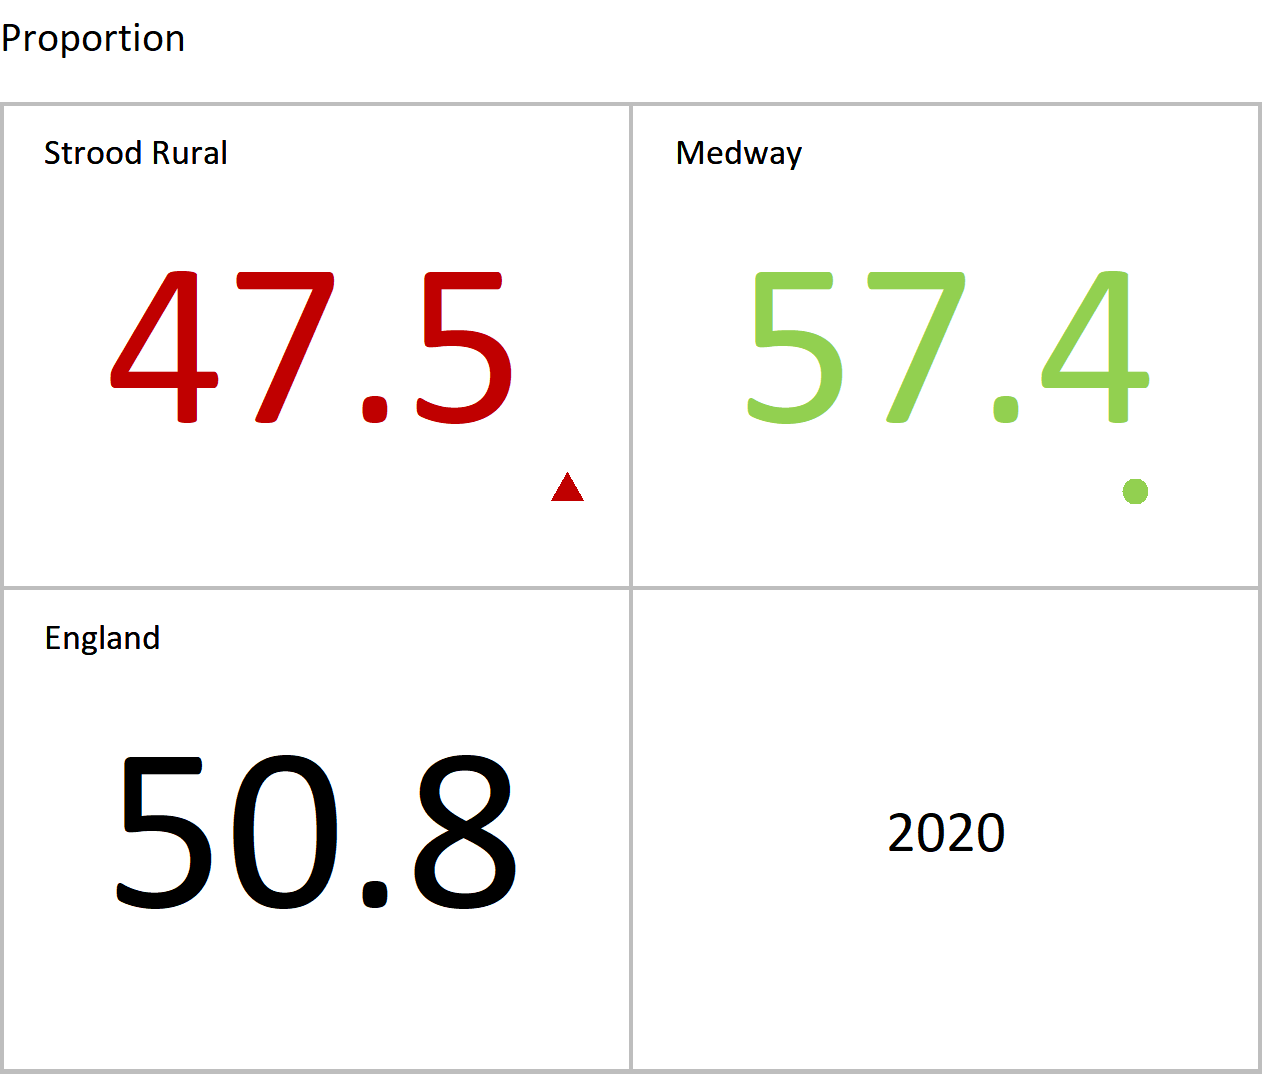 Proportion
Strood Rural
Medway
47.5
57.4
England
50.8
2020